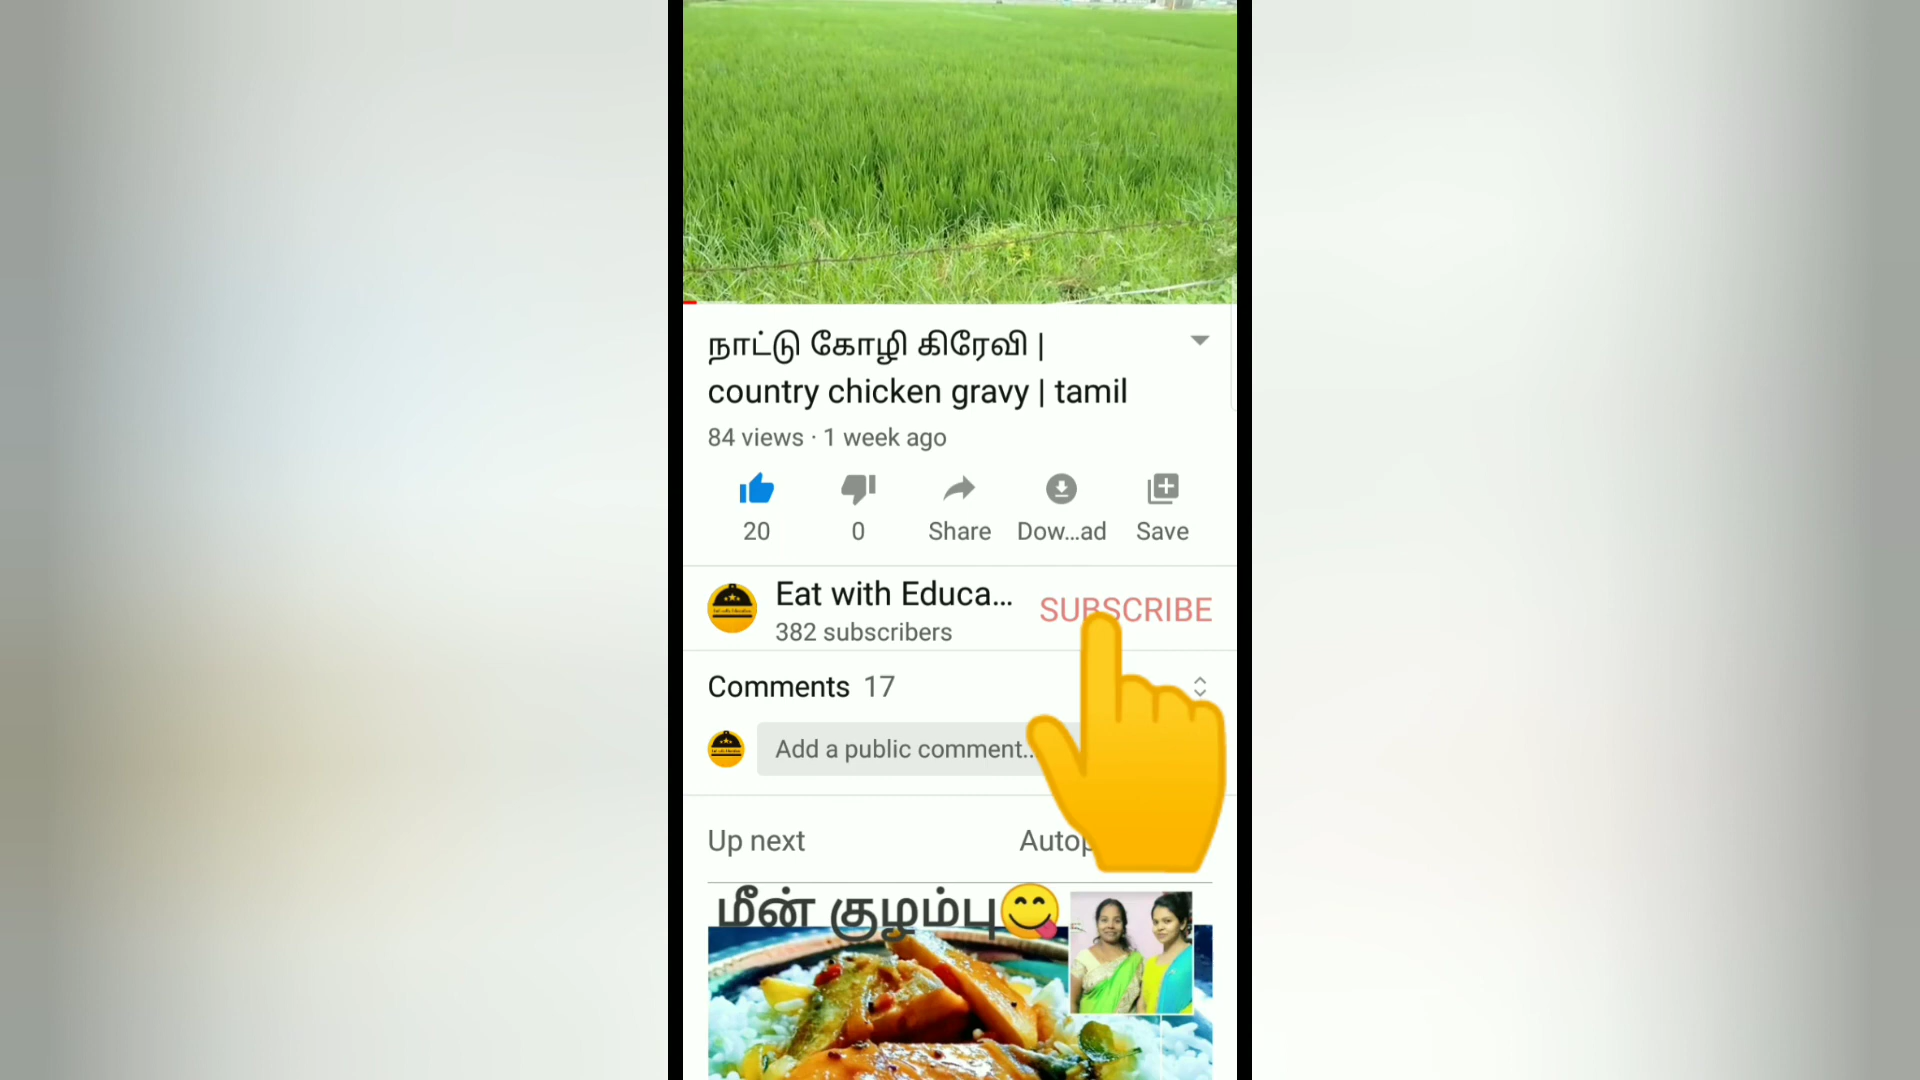 நாட்டு கோழி கிரேவி |
country chicken gravy | tamil
84 views · 1 week ago
20
0
Share
Dow...ad
Save
Eat with Educa...
SUBSCRIBE
382 subscribers
Comments 17
Add a public comment...
Up next
மீன் குழம்பு